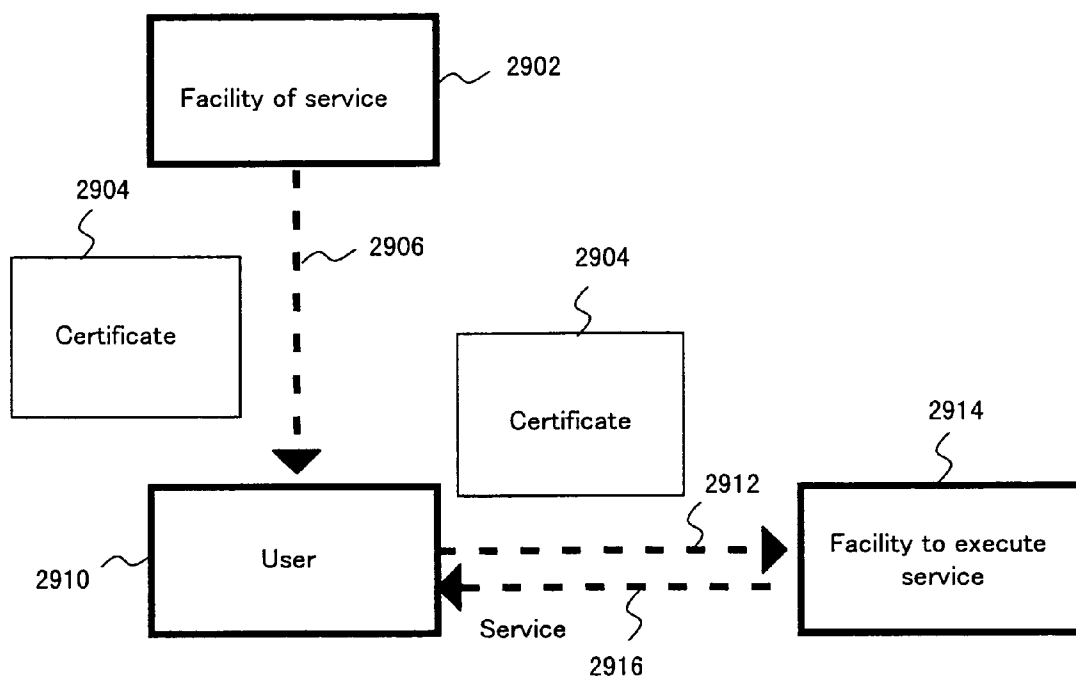 2902
Facility of service
2904
2906
2904
Certificate
Certificate
2914
2912
User
Facility to execute
service
2910
Service
2916